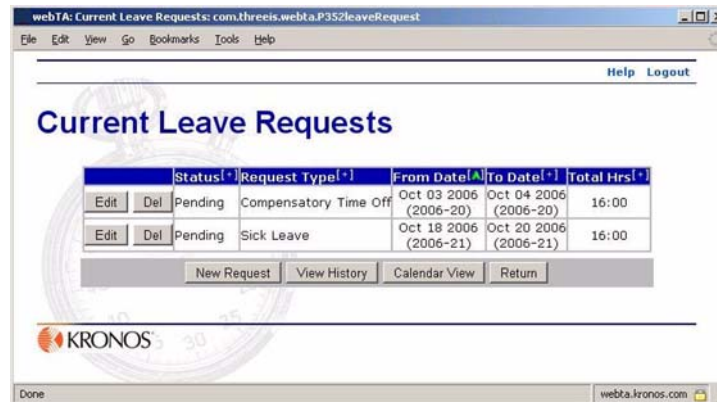 webTA: Current Leave Requests: com.threeis.webta.P352leaveRequest
File Edit View Go Bookmarks Tools Help
Help Logout
Current Leave Requests
Status[+] Request Type[+] From Date[A] To Date[+] Total Hrs[+]
Edit Del Pending Compensatory Time Off Oct 03 2006 (2006-20) Oct 04 2006 (2006-20) 16:00
Edit Del Pending Sick Leave Oct 18 2006 (2006-21) Oct 20 2006 (2006-21) 16:00
New Request View History Calendar View Return
10 5 30 25
KRONOS
Done webta.kronos.com